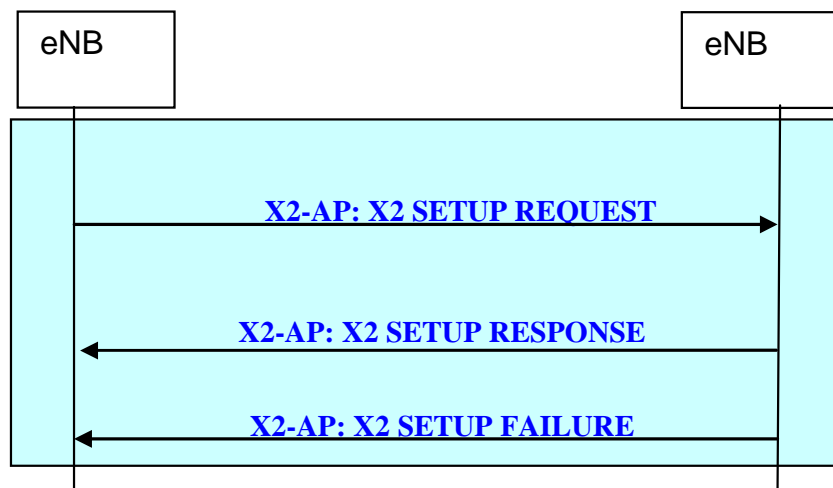 eNB
eNB
X2-AP: X2 SETUP REQUEST
X2-AP: X2 SETUP RESPONSE
X2-AP: X2 SETUP FAILURE